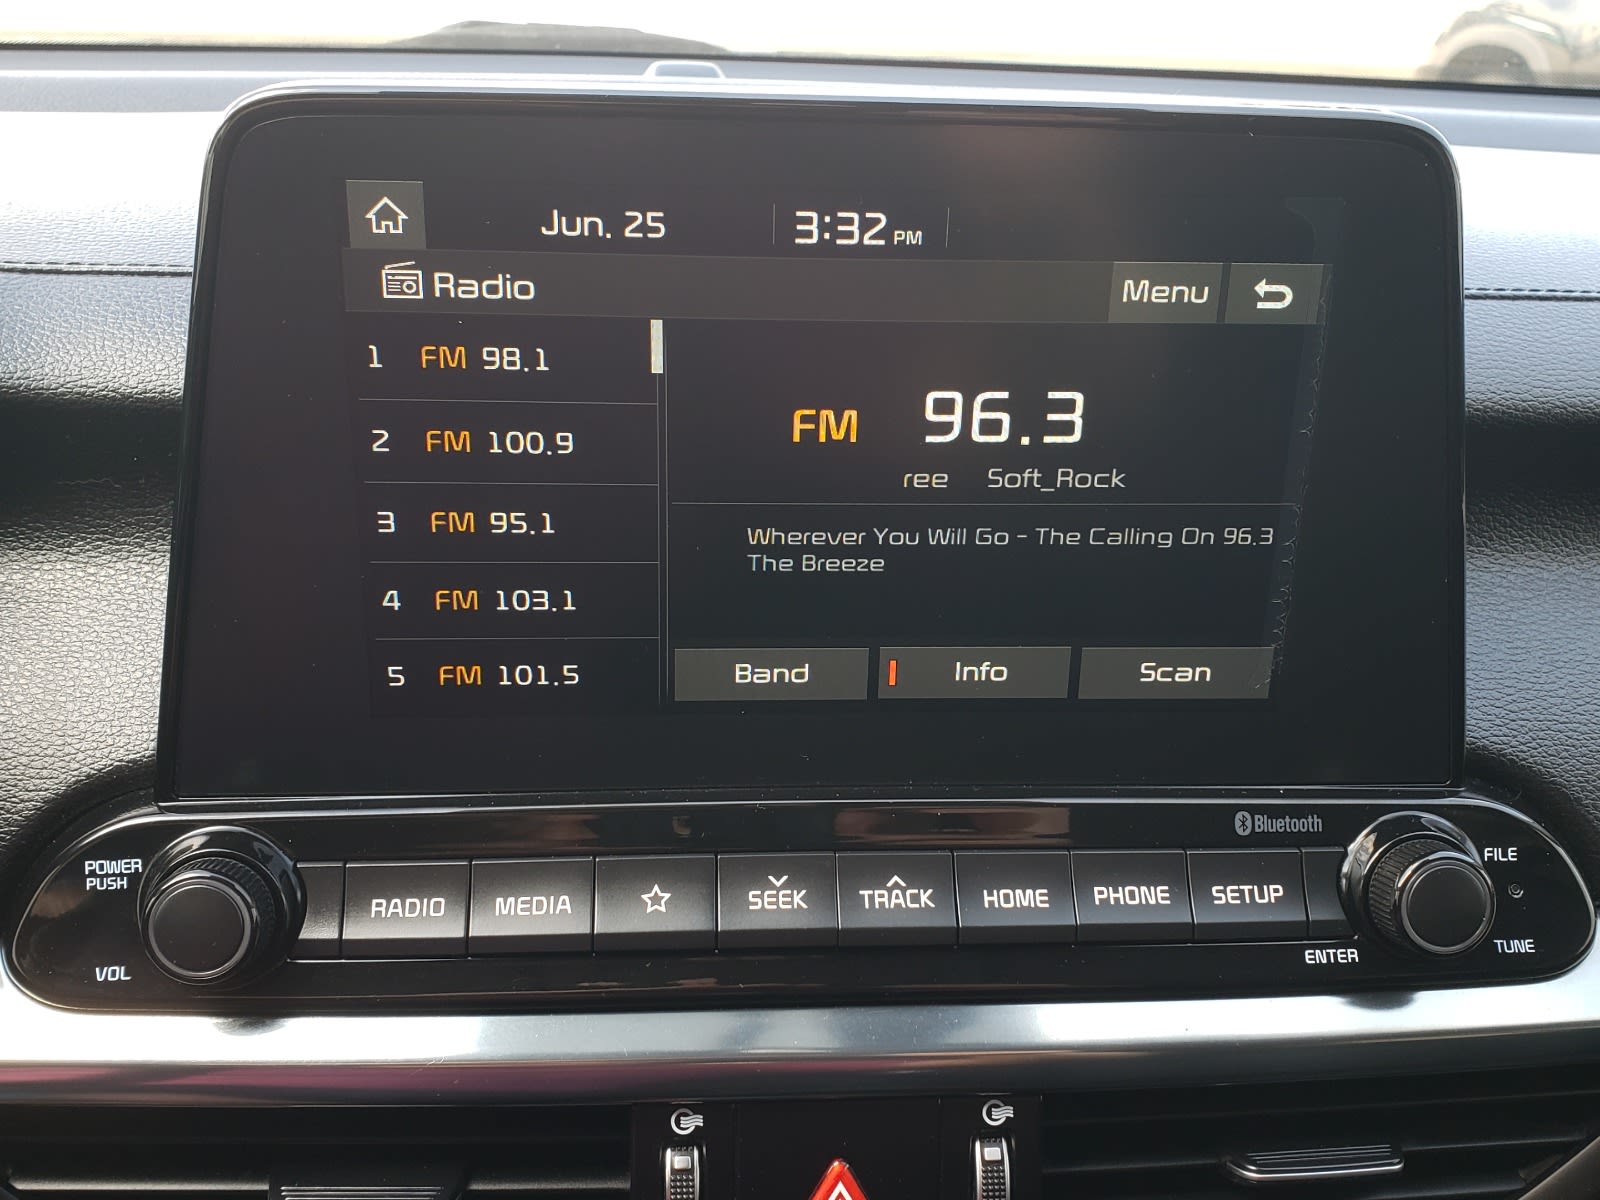 Jun. 25 3:32 PM
Radio Menu
1 FM 98.1
2 FM 100.9
3 FM 95.1
4 FM 103.1
5 FM 101.5
FM 96.3
ree Soft_Rock
Wherever You Will Go - The Calling On 96.3
The Breeze
Band Info Scan
Bluetooth
POWER
PUSH
VOL
RADIO MEDIA SEEK TRACK HOME PHONE SETUP
FILE
TUNE
ENTER